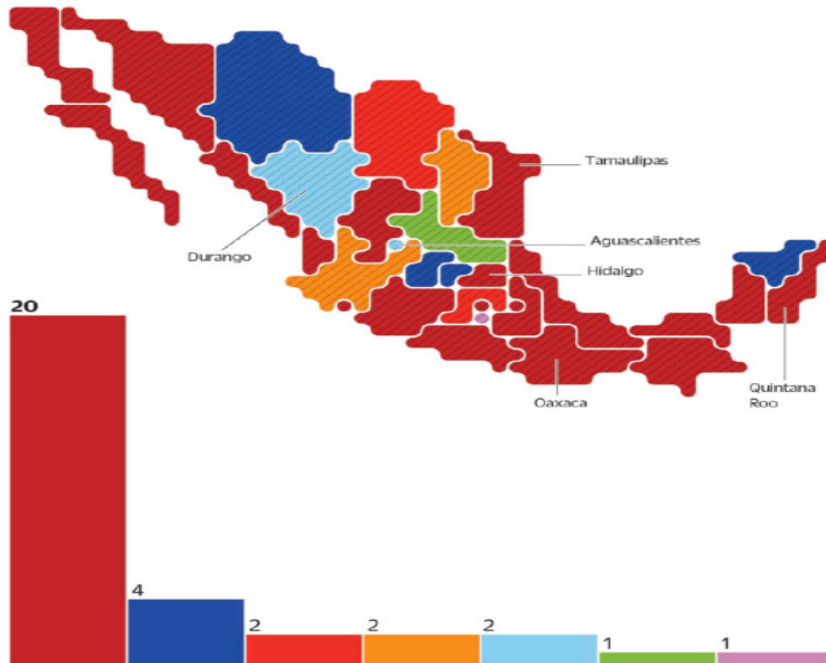 Tamaulipas
Durango
Aguascalientes
Hidalgo
Oaxaca
Quintana
Roo
20
4
2
2
2
1
1